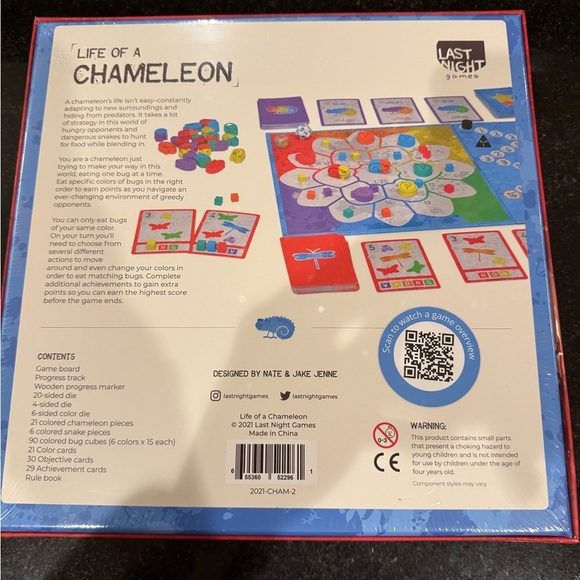 LIFE OF A
CHAMELEON
LAST
NIGHT
games
A chameleon's life isn't easy-constantly
adapting to new surroundings and
hiding from predators. It takes a lot
of strategy in this world of
hungry opponents and
dangerous snakes to hunt
for food while blending in.
You are a chameleon just
trying to make your way in this
world, eating one bug at a time.
Eat specific colors of bugs in the right
order to earn points as you navigate an
ever-changing environment of greedy
opponents.
You can only eat bugs
of your same color.
On your turn you'll
need to choose from
several different
actions to move
around and even change your colors in
order to eat matching bugs. Complete
additional achievements to gain extra
points so you can earn the highest score
before the game ends.
3
4
5
3
4
Scan to watch a game overview
CONTENTS
Game board
Progress track
Wooden progress marker
20-sided die
4-sided die
6-sided color die
21 colored chameleon pieces
6 colored snake pieces
90 colored bug cubes (6 colors x 15 each)
21 Color cards
30 Objective cards
29 Achievement cards
Rule book
DESIGNED BY NATE & JAKE JENNE
lastnightgames lastnightgames
Life of a Chameleon
© 2021 Last Night Games
Made in China
6 55360 52296 1
2021-CHAM-2
0-3
CE
WARNING:
This product contains small parts
that present a choking hazard to
young children and is not intended
for use by children under the age of
four years old.
Component styles may vary